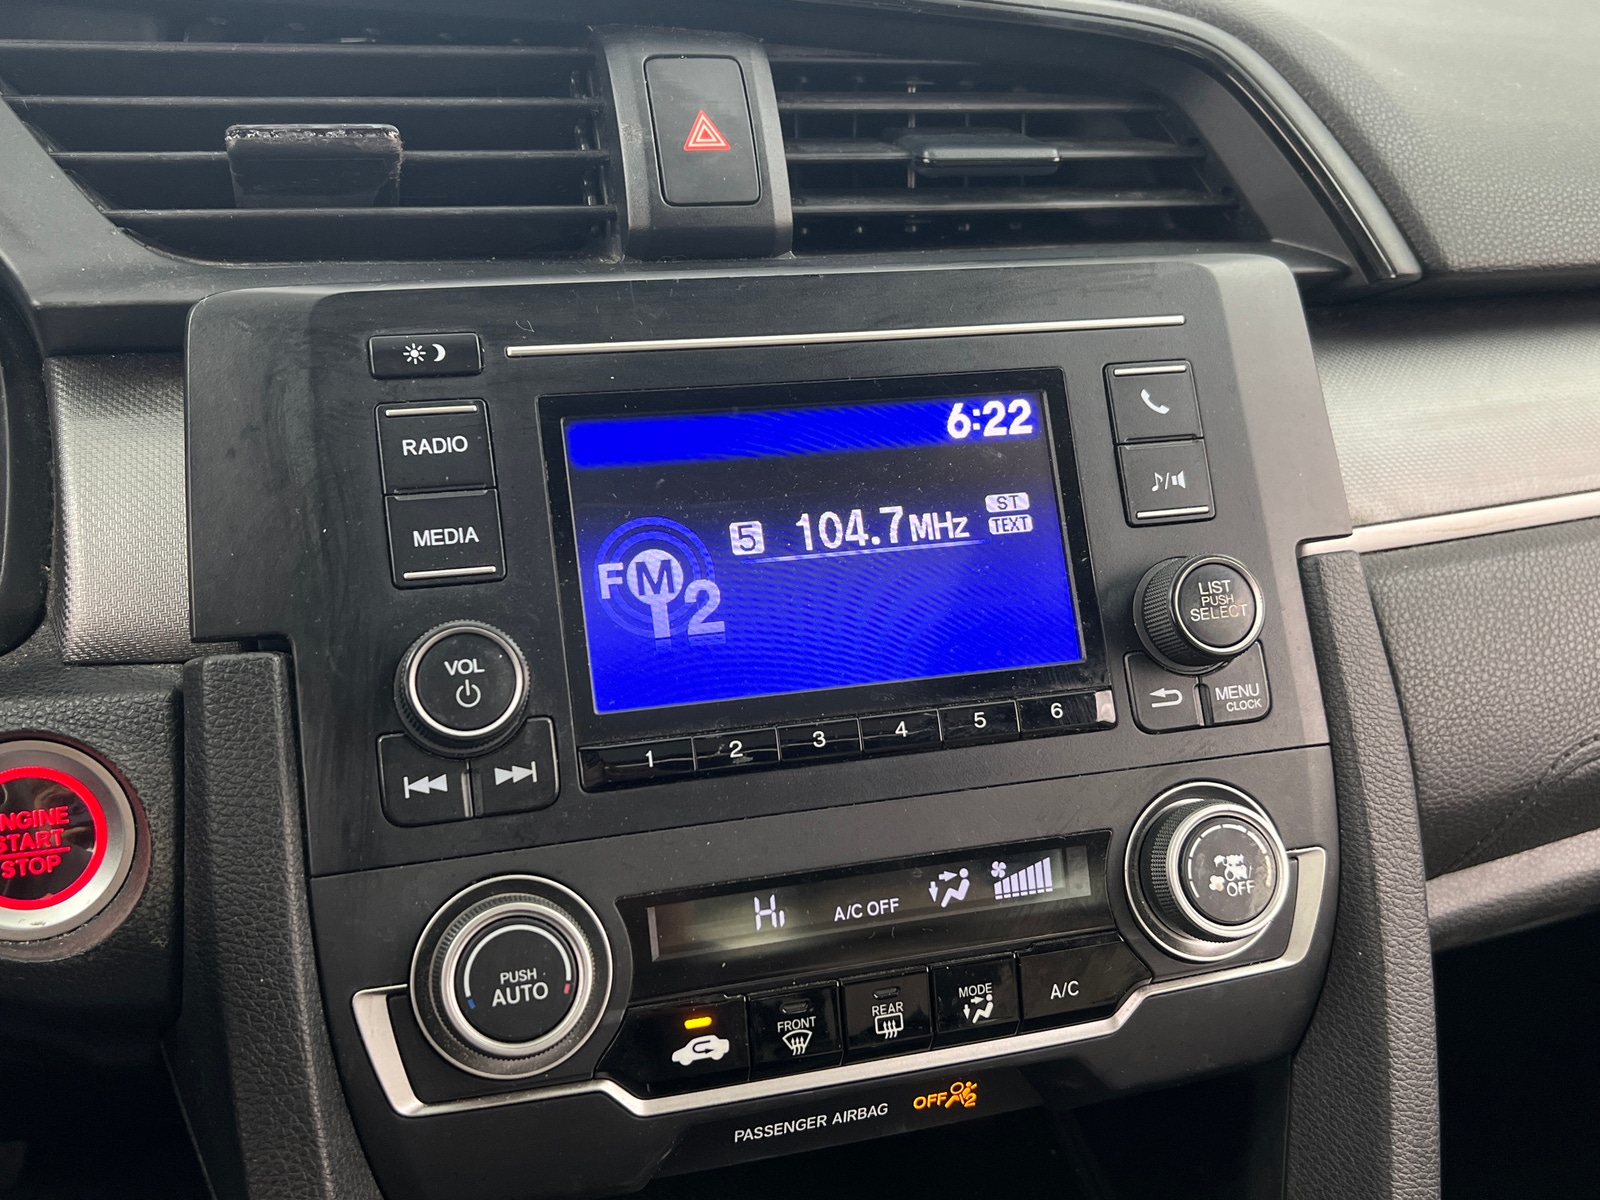 6:22
RADIO
MEDIA
5 104.7MHz ST
TEXT
FM
12
LIST
PUSH
SELECT
VOL
MENU
CLOCK
1 2 3 4 5 6
ENGINE
START
STOP
Hi A/C OFF
PUSH
ON/
OFF
PUSH
AUTO
FRONT
REAR
MODE
A/C
PASSENGER AIRBAG OFF 2